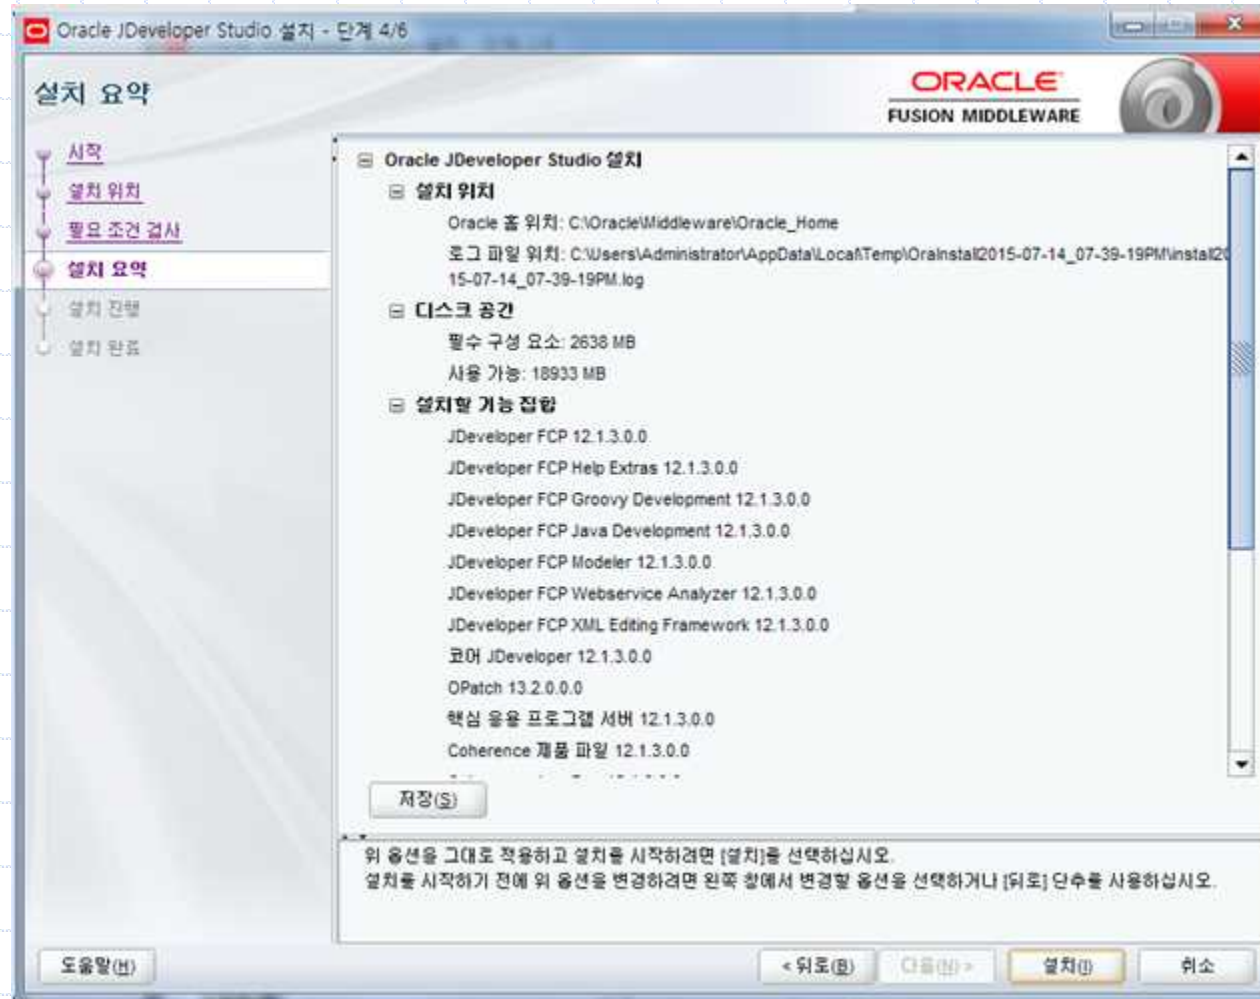 Oracle JDeveloper Studio 설치 - 단계 4/6
설치 요약
ORACLE
FUSION MIDDLEWARE
시작
설치 위치
필요 조건 검사
설치 요약
설치 진행
설치 완료
Oracle JDeveloper Studio 설치
설치 위치
Oracle 홈 위치: C:\Oracle\Middleware\Oracle_Home
로그 파일 위치: C:\Users\Administrator\AppData\Local\Temp\OraInstall2015-07-14_07-39-19PM\install20
15-07-14_07-39-19PM.log
디스크 공간
필수 구성 요소: 2638 MB
사용 가능: 18933 MB
설치할 기능 집합
JDeveloper FCP 12.1.3.0.0
JDeveloper FCP Help Extras 12.1.3.0.0
JDeveloper FCP Groovy Development 12.1.3.0.0
JDeveloper FCP Java Development 12.1.3.0.0
JDeveloper FCP Modeler 12.1.3.0.0
JDeveloper FCP Webservice Analyzer 12.1.3.0.0
JDeveloper FCP XML Editing Framework 12.1.3.0.0
코어 JDeveloper 12.1.3.0.0
OPatch 13.2.0.0.0
핵심 응용 프로그램 서버 12.1.3.0.0
Coherence 제품 파일 12.1.3.0.0
저장(S)
위 옵션을 그대로 적용하고 설치를 시작하려면 [설치]를 선택하십시오.
설치를 시작하기 전에 위 옵션을 변경하려면 왼쪽 창에서 변경할 옵션을 선택하거나 [뒤로] 단추를 사용하십시오.
도움말(H)
< 뒤로(B)
다음(N) >
설치(I)
취소